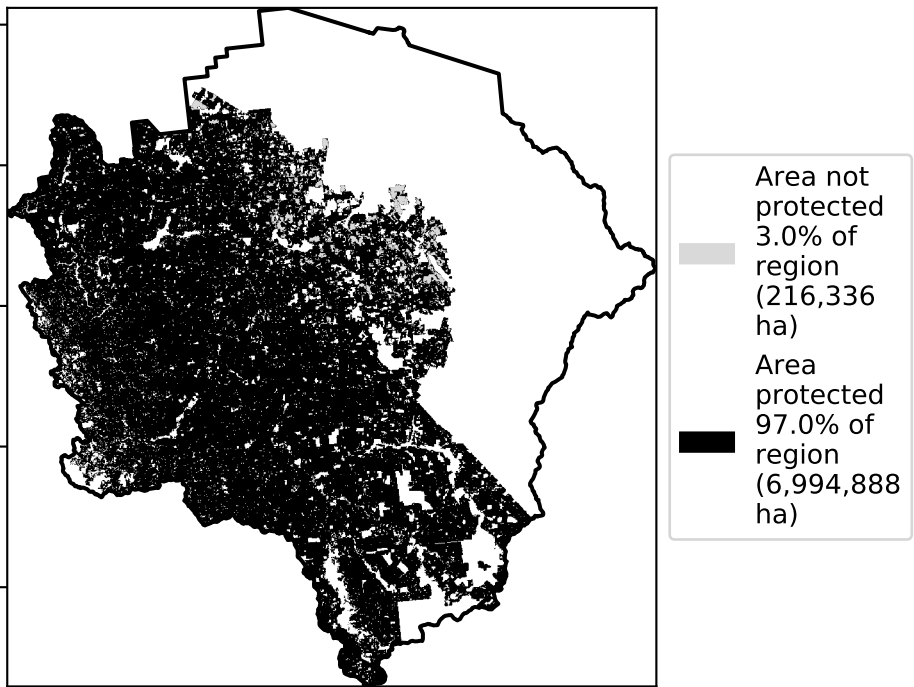 Area not
protected
3.0% of
region
(216,336
ha)
Area
protected
97.0% of
region
(6,994,888
ha)